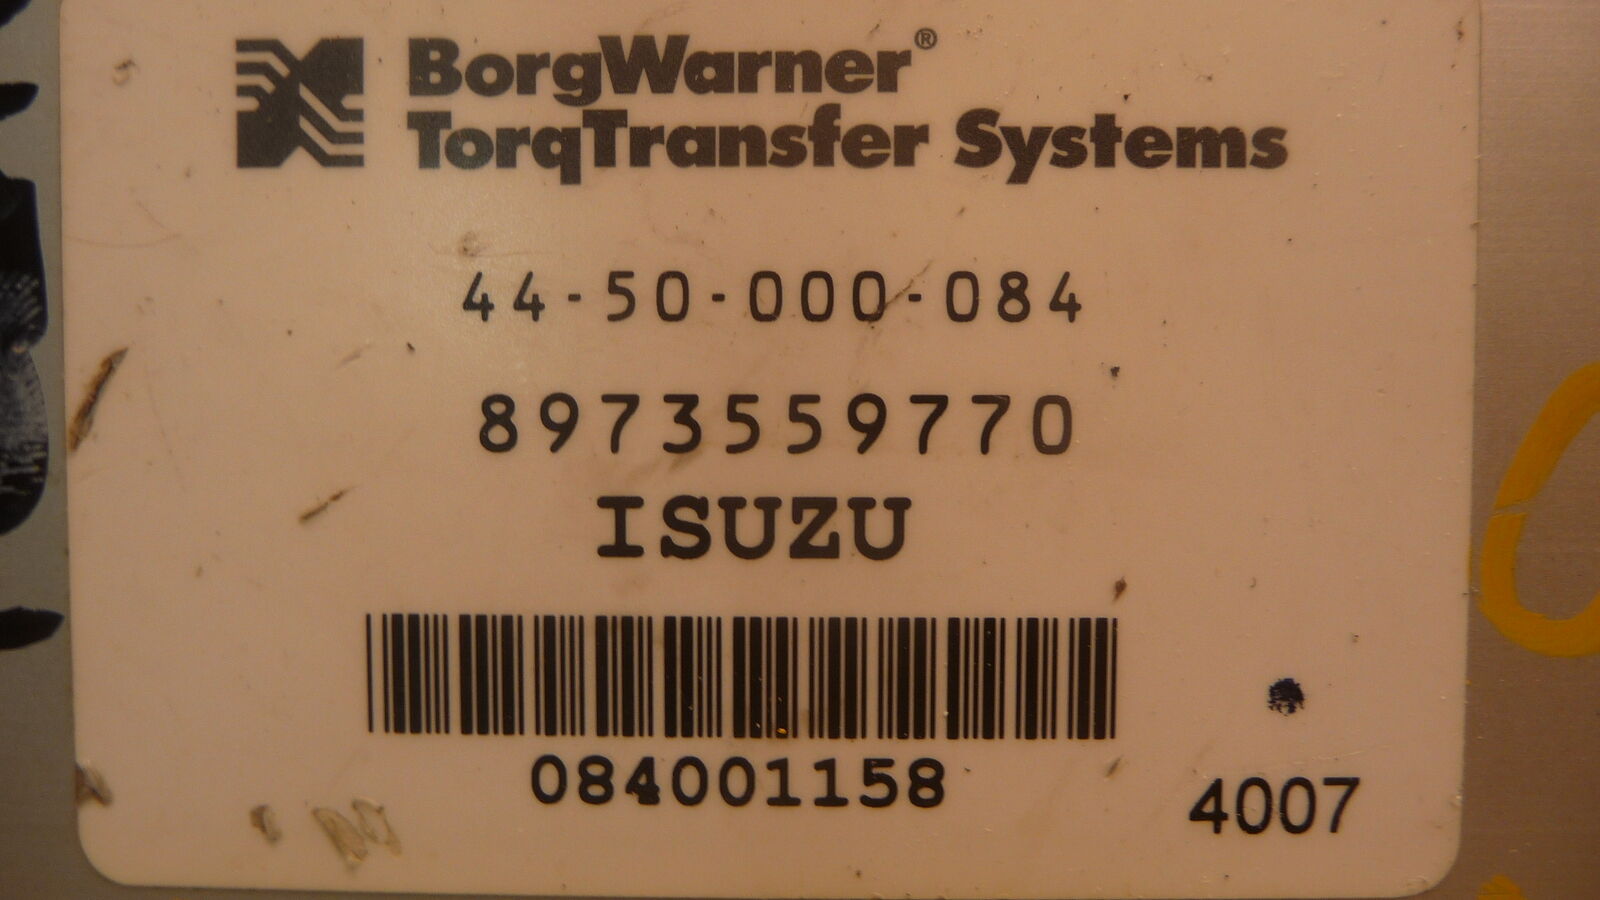 BorgWarner®
TorqTransfer Systems
44-50-000-084
8973559770
ISUZU
084001158
4007